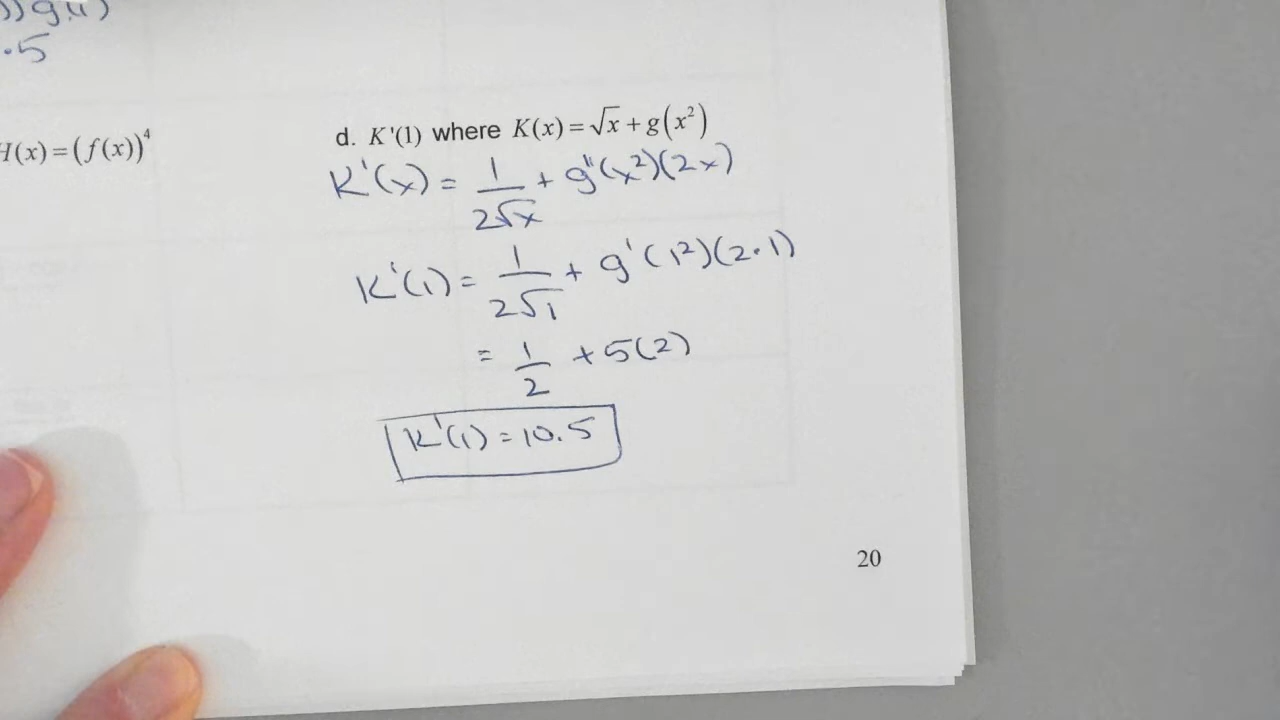 .5
H(x) = (f(x))⁴
d. K'(1) where K(x) = √x + g(x²)
K'(x) = 1/(2√x) + g'(x²)(2x)
K'(1) = 1/(2√1) + g'(1²)(2·1)
= 1/2 + 5(2)
K'(1) = 10.5
20